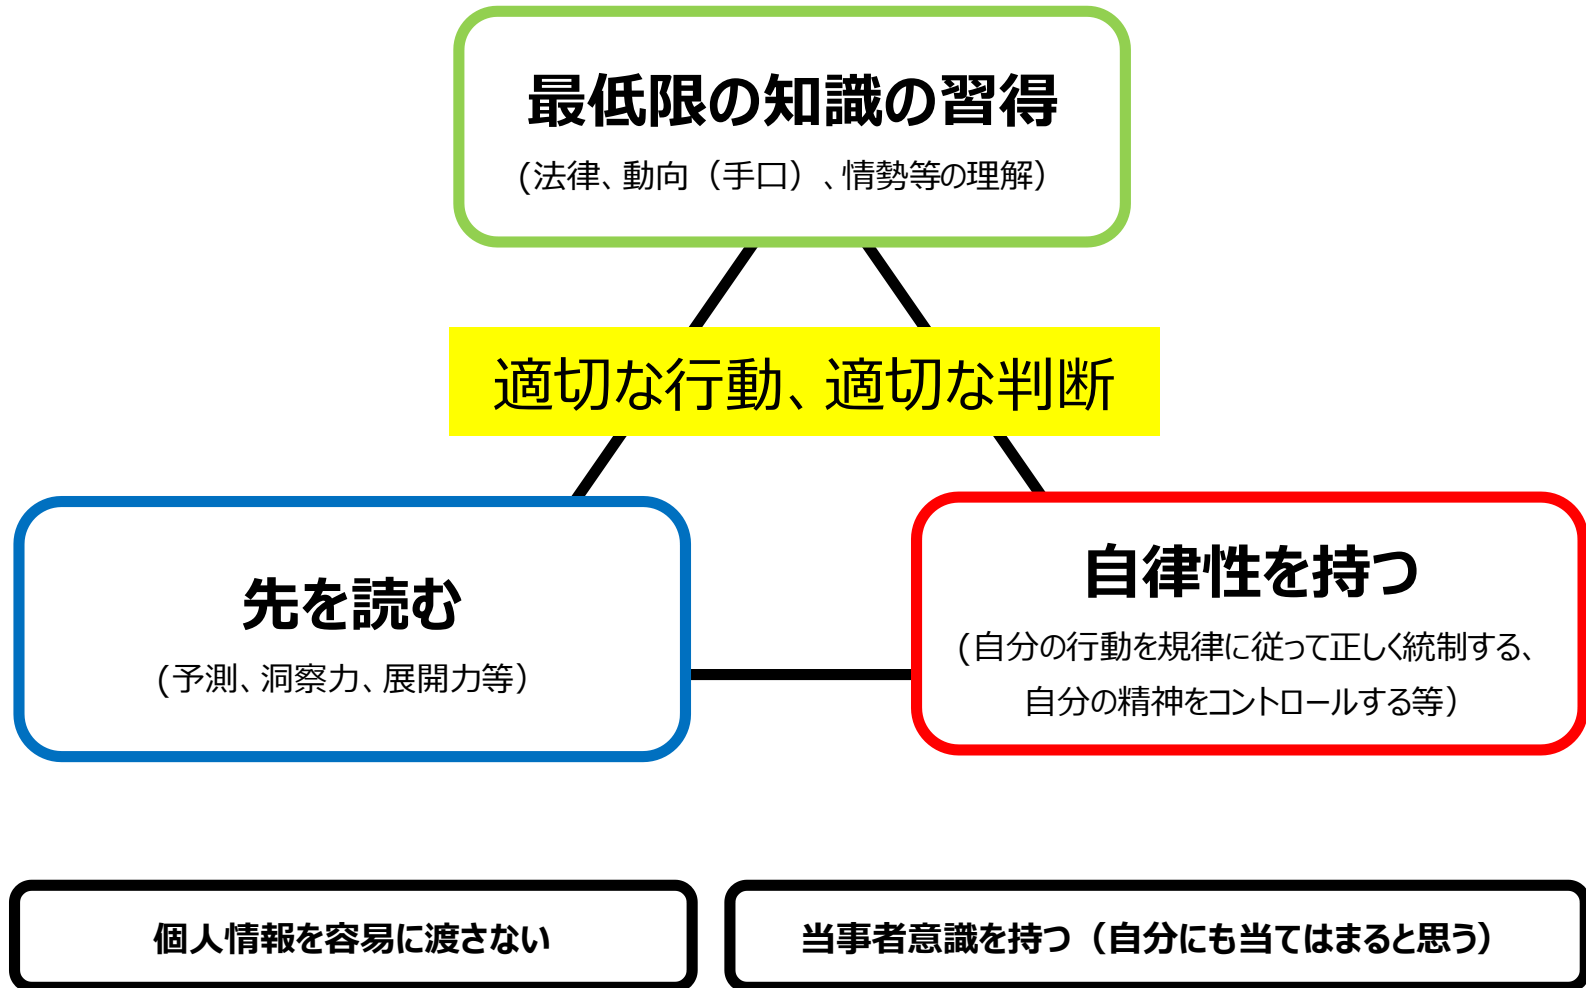 最低限の知識の習得
(法律、動向（手口）、情勢等の理解）
適切な行動、適切な判断
先を読む
(予測、洞察力、展開力等）
自律性を持つ
(自分の行動を規律に従って正しく統制する、
自分の精神をコントロールする等）
個人情報を容易に渡さない
当事者意識を持つ（自分にも当てはまると思う）